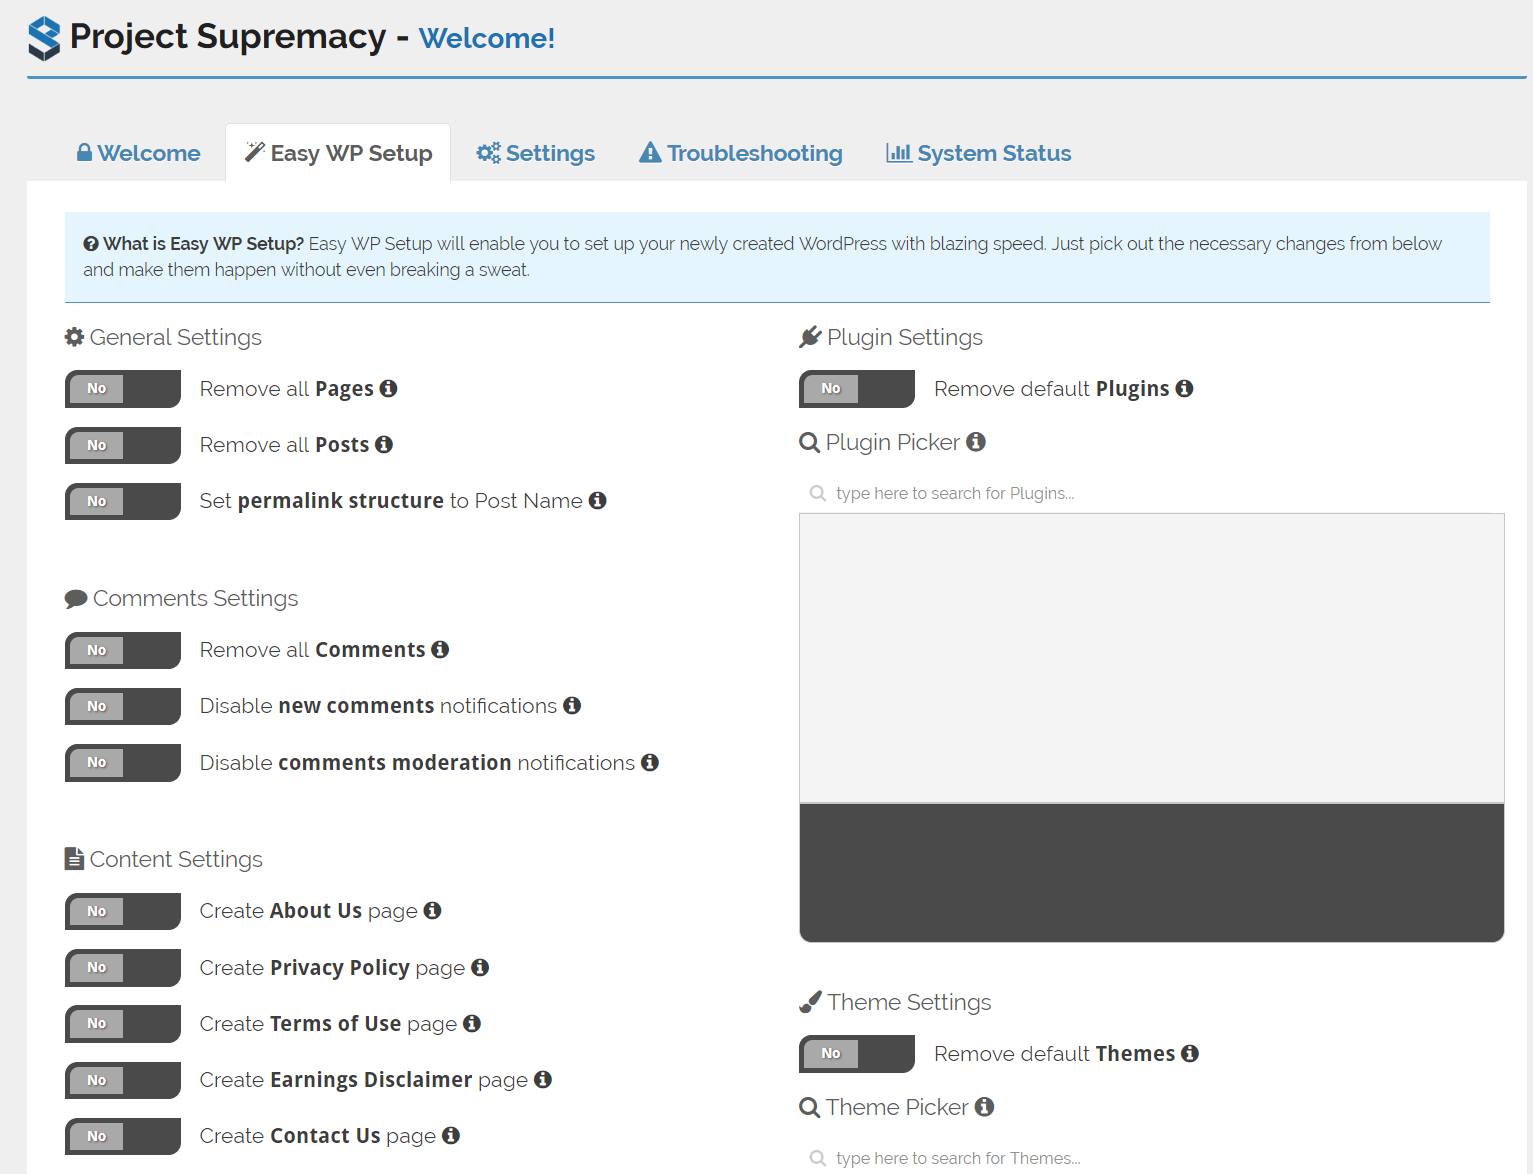 Project Supremacy - Welcome!
Welcome
Easy WP Setup
Settings
Troubleshooting
System Status
What is Easy WP Setup? Easy WP Setup will enable you to set up your newly created WordPress with blazing speed. Just pick out the necessary changes from below
and make them happen without even breaking a sweat.
General Settings
No Remove all Pages
No Remove all Posts
No Set permalink structure to Post Name
Comments Settings
No Remove all Comments
No Disable new comments notifications
No Disable comments moderation notifications
Content Settings
No Create About Us page
No Create Privacy Policy page
No Create Terms of Use page
No Create Earnings Disclaimer page
No Create Contact Us page
Plugin Settings
No Remove default Plugins
Plugin Picker
type here to search for Plugins...
Theme Settings
No Remove default Themes
Theme Picker
type here to search for Themes...